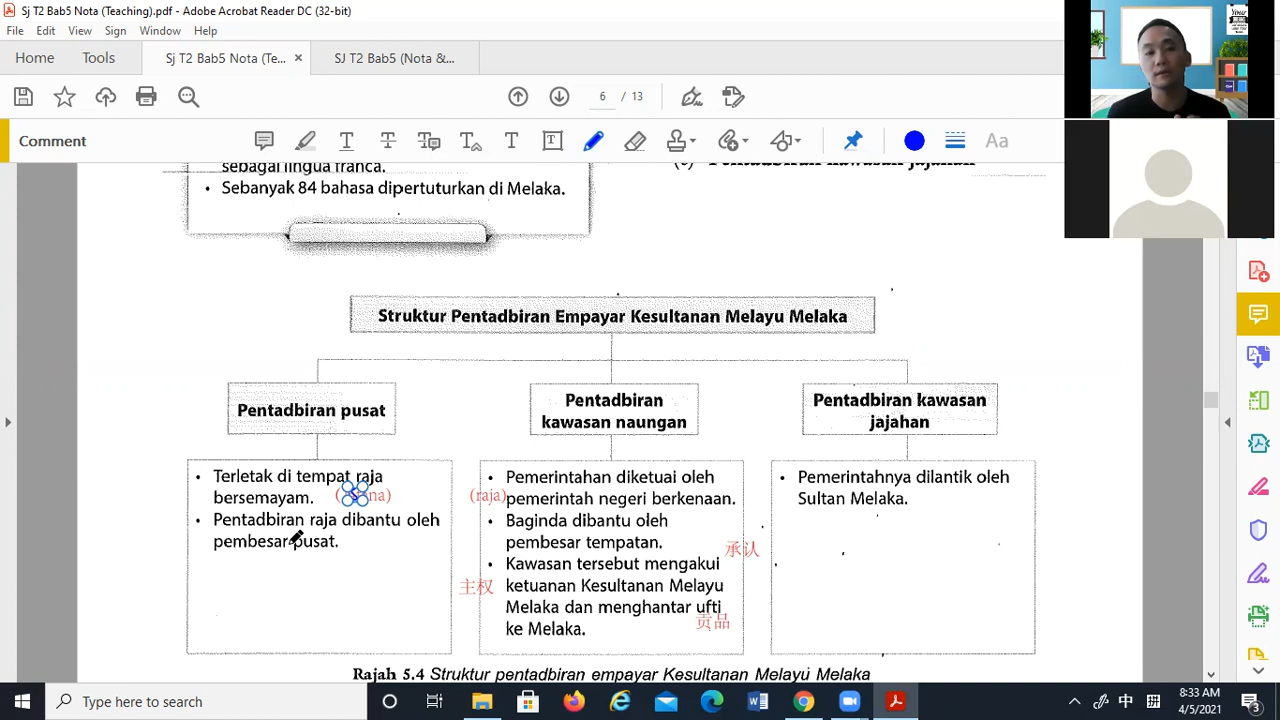 Sj T2 Bab5 Nota (Teaching).pdf - Adobe Acrobat Reader DC (32-bit)
File Edit View Sign Window Help
Home Tools Sj T2 Bab5 Nota (Te... × SJ T2 Bab5 (Nota &...
6 / 13
Comment
sebagai lingua franca.
• Sebanyak 84 bahasa dipertuturkan di Melaka.
Struktur Pentadbiran Empayar Kesultanan Melayu Melaka
Pentadbiran pusat
• Terletak di tempat raja
bersemayam.
• Pentadbiran raja dibantu oleh
pembesar pusat.
Pentadbiran
kawasan naungan
• Pemerintahan diketuai oleh
(raja) pemerintah negeri berkenaan.
• Baginda dibantu oleh
pembesar tempatan.
承认
• Kawasan tersebut mengakui
主权 ketuanan Kesultanan Melayu
Melaka dan menghantar ufti
贡品
ke Melaka.
Pentadbiran kawasan
jajahan
• Pemerintahnya dilantik oleh
Sultan Melaka.
Rajah 5.4 Struktur pentadbiran empayar Kesultanan Melayu Melaka
Type here to search
中
拼
8:33 AM
4/5/2021
3